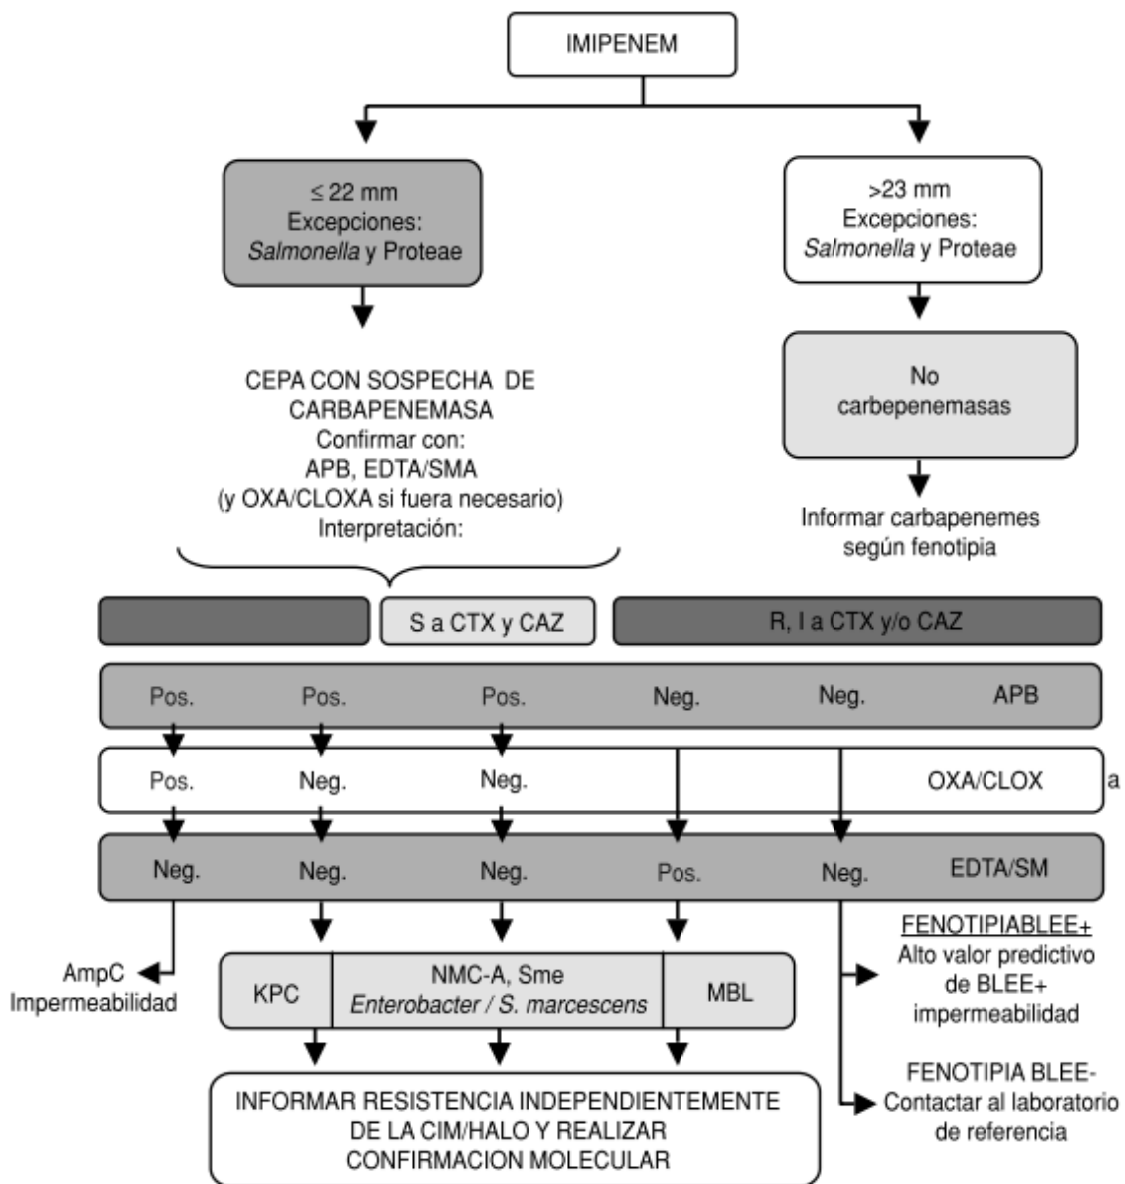 IMIPENEM
≤ 22 mm
Excepciones:
Salmonella y Proteae
>23 mm
Excepciones:
Salmonella y Proteae
CEPA CON SOSPECHA DE
CARBAPENEMASA
Confirmar con:
APB, EDTA/SMA
(y OXA/CLOXA si fuera necesario)
Interpretación:
No
carbepenemasas
Informar carbapenemes
según fenotipia
S a CTX y CAZ
R, I a CTX y/o CAZ
Pos. Pos. Pos. Neg. Neg. APB
Pos. Neg. Neg. OXA/CLOX a
Neg. Neg. Neg. Pos. Neg. EDTA/SM
AmpC
Impermeabilidad
KPC
NMC-A, Sme
Enterobacter / S. marcescens
MBL
FENOTIPIABLEE+
Alto valor predictivo
de BLEE+
impermeabilidad
FENOTIPIA BLEE-
Contactar al laboratorio
de referencia
INFORMAR RESISTENCIA INDEPENDIENTEMENTE
DE LA CIM/HALO Y REALIZAR
CONFIRMACION MOLECULAR